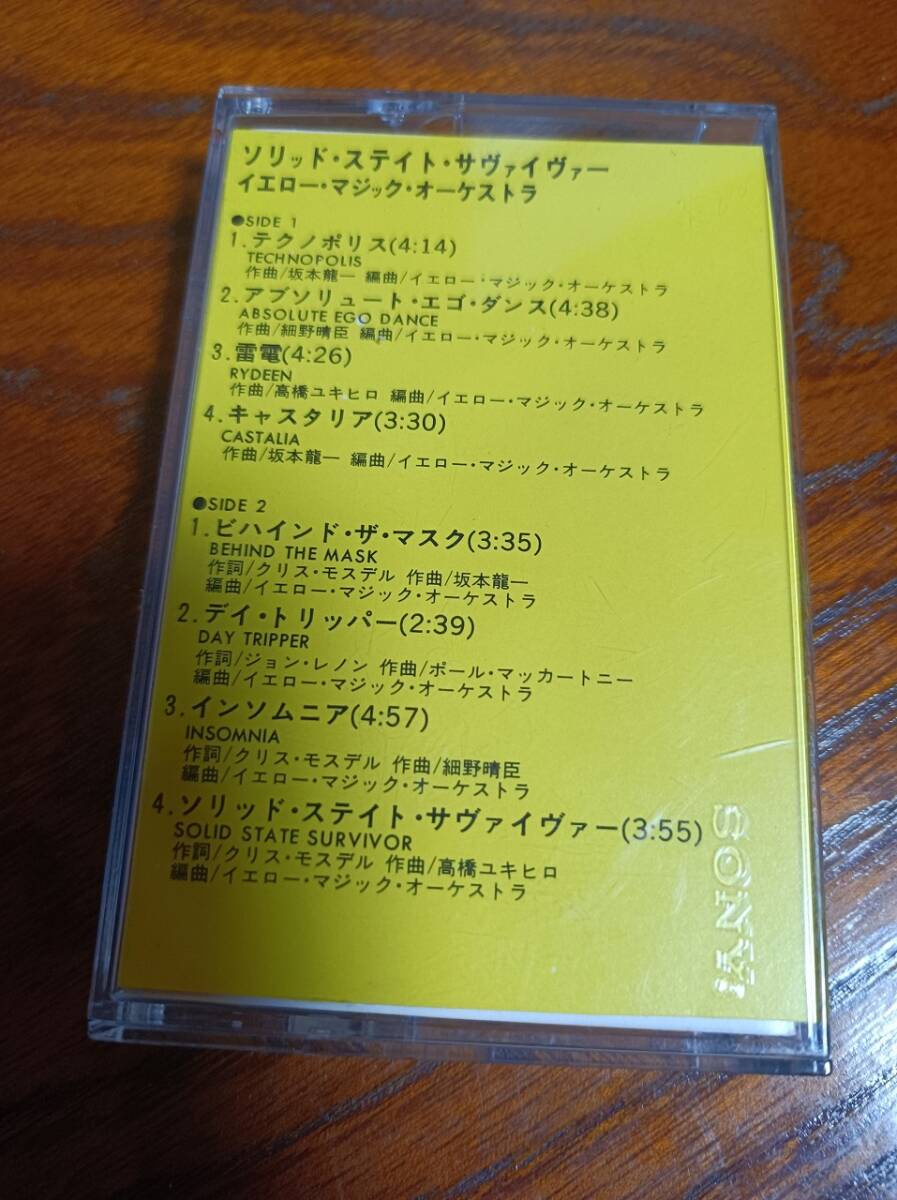 ソリッド・ステイト・サヴァイヴァー
イエロー・マジック・オーケストラ
●SIDE 1
1.テクノポリス(4:14)
TECHNOPOLIS
作曲/坂本龍一 編曲/イエロー・マジック・オーケストラ
2.アブソリュート・エゴ・ダンス(4:38)
ABSOLUTE EGO DANCE
作曲/細野晴臣 編曲/イエロー・マジック・オーケストラ
3.雷電(4:26)
RYDEEN
作曲/高橋ユキヒロ 編曲/イエロー・マジック・オーケストラ
4.キャスタリア(3:30)
CASTALIA
作曲/坂本龍一 編曲/イエロー・マジック・オーケストラ
●SIDE 2
1.ビハインド・ザ・マスク(3:35)
BEHIND THE MASK
作詞/クリス・モスデル 作曲/坂本龍一
編曲/イエロー・マジック・オーケストラ
2.デイ・トリッパー(2:39)
DAY TRIPPER
作詞/ジョン・レノン 作曲/ポール・マッカートニー
編曲/イエロー・マジック・オーケストラ
3.インソムニア(4:57)
INSOMNIA
作詞/クリス・モスデル 作曲/細野晴臣
編曲/イエロー・マジック・オーケストラ
4.ソリッド・ステイト・サヴァイヴァー(3:55)
SOLID STATE SURVIVOR
作詞/クリス・モスデル 作曲/高橋ユキヒロ
編曲/イエロー・マジック・オーケストラ
SONY